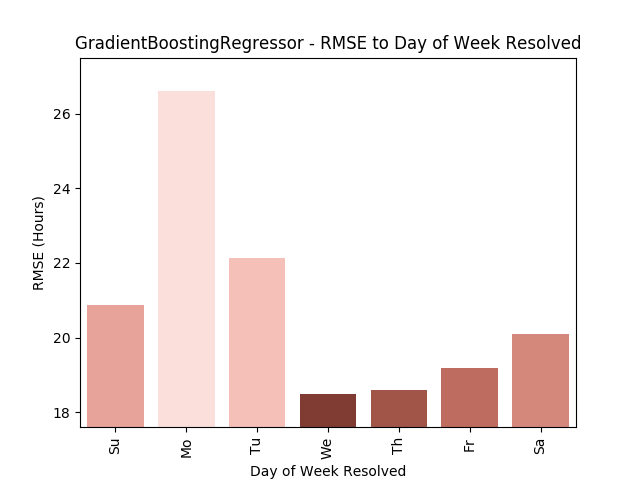 GradientBoostingRegressor - RMSE to Day of Week Resolved
RMSE (Hours)
26
24
22
20
18
Su
Mo
Tu
We
Th
Fr
Sa
Day of Week Resolved